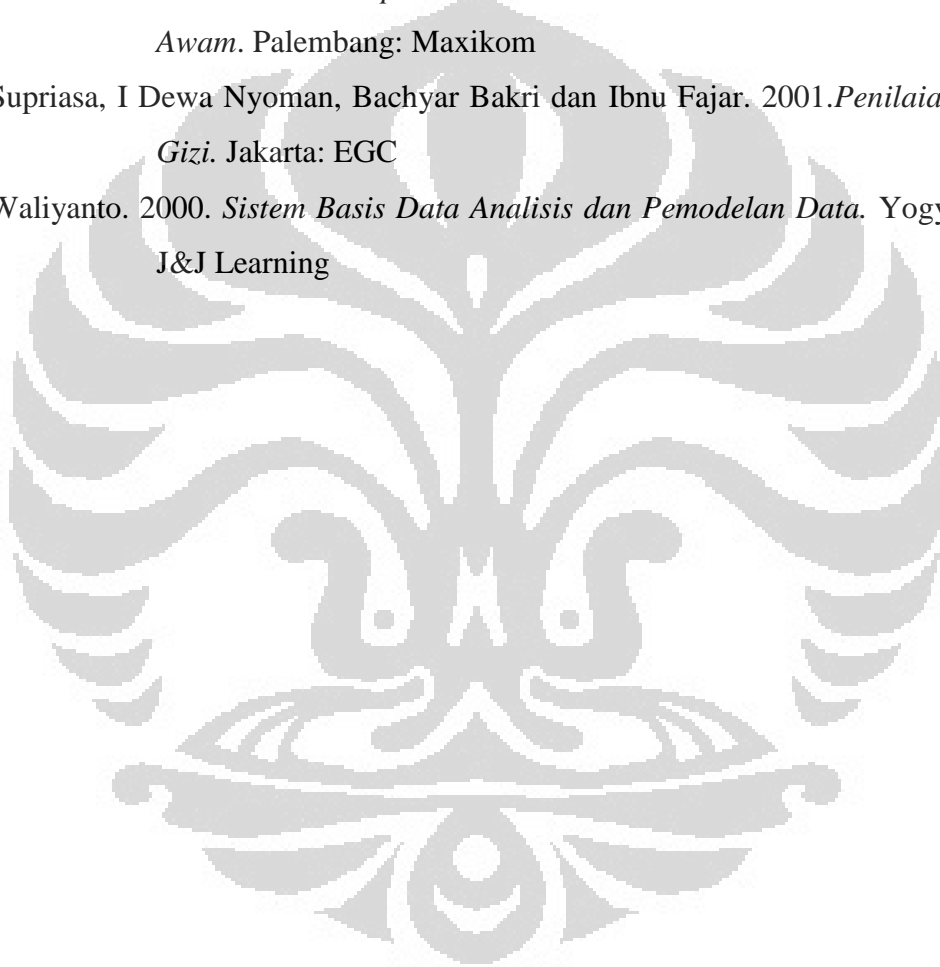 Awam. Palembang: Maxikom
Supriasa, I Dewa Nyoman, Bachyar Bakri dan Ibnu Fajar. 2001.Penilaia
Gizi. Jakarta: EGC
Waliyanto. 2000. Sistem Basis Data Analisis dan Pemodelan Data. Yogy
J&J Learning